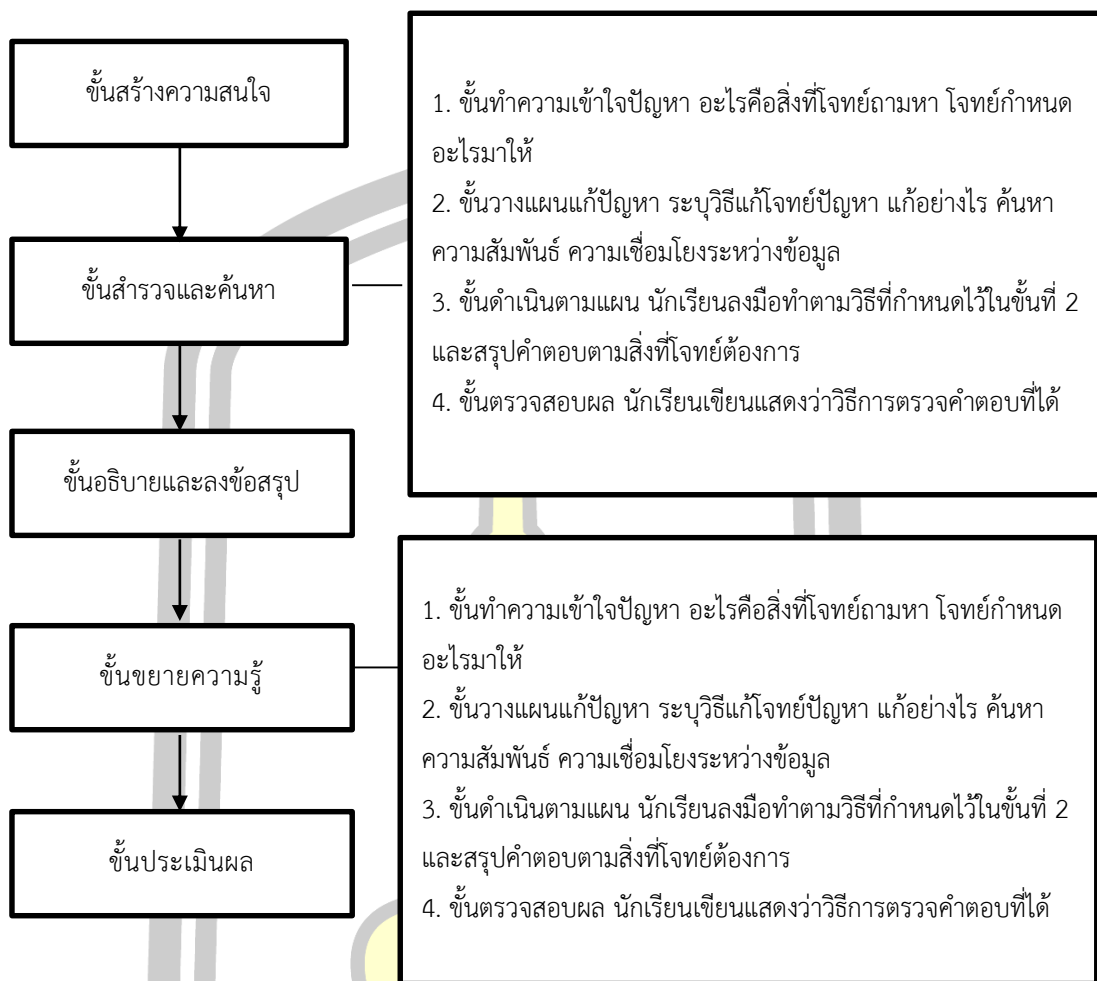 ขั้นสร้างความสนใจ
1. ขั้นทำความเข้าใจปัญหา อะไรคือสิ่งที่โจทย์ถามหา โจทย์กำหนด
อะไรมาให้
2. ขั้นวางแผนแก้ปัญหา ระบุวิธีแก้โจทย์ปัญหา แก้อย่างไร ค้นหา
ความสัมพันธ์ ความเชื่อมโยงระหว่างข้อมูล
3. ขั้นดำเนินตามแผน นักเรียนลงมือทำตามวิธีที่กำหนดไว้ในขั้นที่ 2
และสรุปคำตอบตามสิ่งที่โจทย์ต้องการ
4. ขั้นตรวจสอบผล นักเรียนเขียนแสดงว่าวิธีการตรวจคำตอบที่ได้
ขั้นสำรวจและค้นหา
ขั้นอธิบายและลงข้อสรุป
ขั้นขยายความรู้
1. ขั้นทำความเข้าใจปัญหา อะไรคือสิ่งที่โจทย์ถามหา โจทย์กำหนด
อะไรมาให้
2. ขั้นวางแผนแก้ปัญหา ระบุวิธีแก้โจทย์ปัญหา แก้อย่างไร ค้นหา
ความสัมพันธ์ ความเชื่อมโยงระหว่างข้อมูล
3. ขั้นดำเนินตามแผน นักเรียนลงมือทำตามวิธีที่กำหนดไว้ในขั้นที่ 2
และสรุปคำตอบตามสิ่งที่โจทย์ต้องการ
4. ขั้นตรวจสอบผล นักเรียนเขียนแสดงว่าวิธีการตรวจคำตอบที่ได้
ขั้นประเมินผล